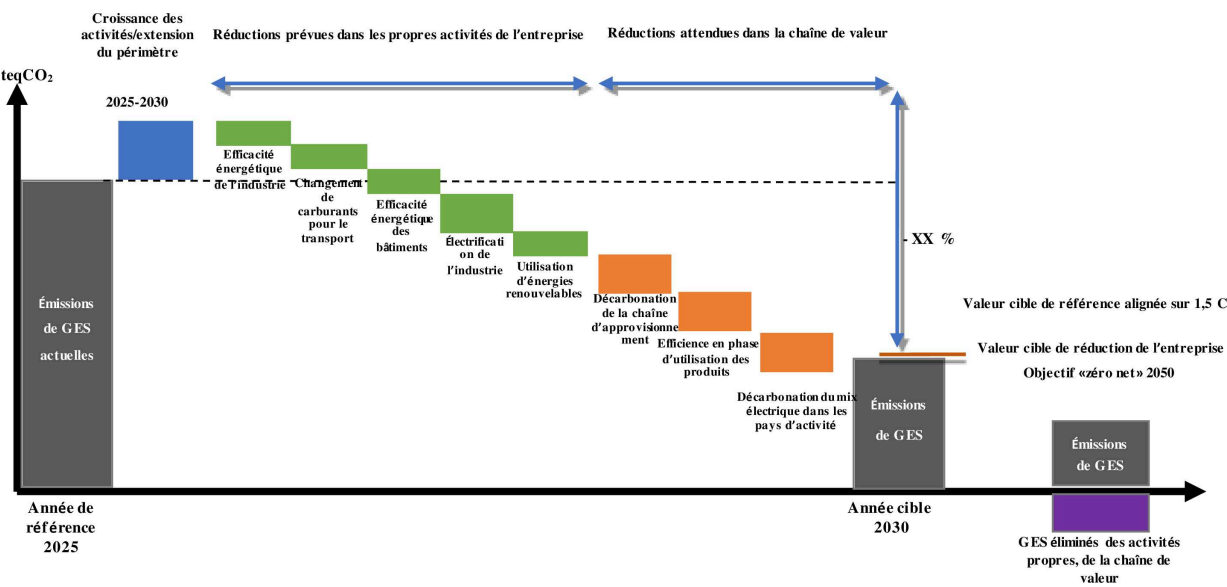 Croissance des
activités/extension
du périmètre
Réductions prévues dans les propres activités de l'entreprise
Réductions attendues dans la chaîne de valeur
teqCO₂
2025-2030
Efficacité
énergétique
de l'industrie
Changement
de
carburants
pour le
transport
Efficacité
énergétique
des
bâtiments
Électrificati
on de
l'industrie
Utilisation
d'énergies
renouvelables
Décarbonation
de la chaîne
d'approvisionne
ment
Efficience en phase
d'utilisation des
produits
Décarbonation du mix
électrique dans les
pays d'activité
- XX %
Valeur cible de référence alignée sur 1,5 C
Valeur cible de réduction de l'entreprise
Objectif «zéro net» 2050
Émissions
de GES
actuelles
Émissions
de GES
Émissions
de GES
Année de
référence
2025
Année cible
2030
GES éliminés des activités
propres, de la chaîne de
valeur